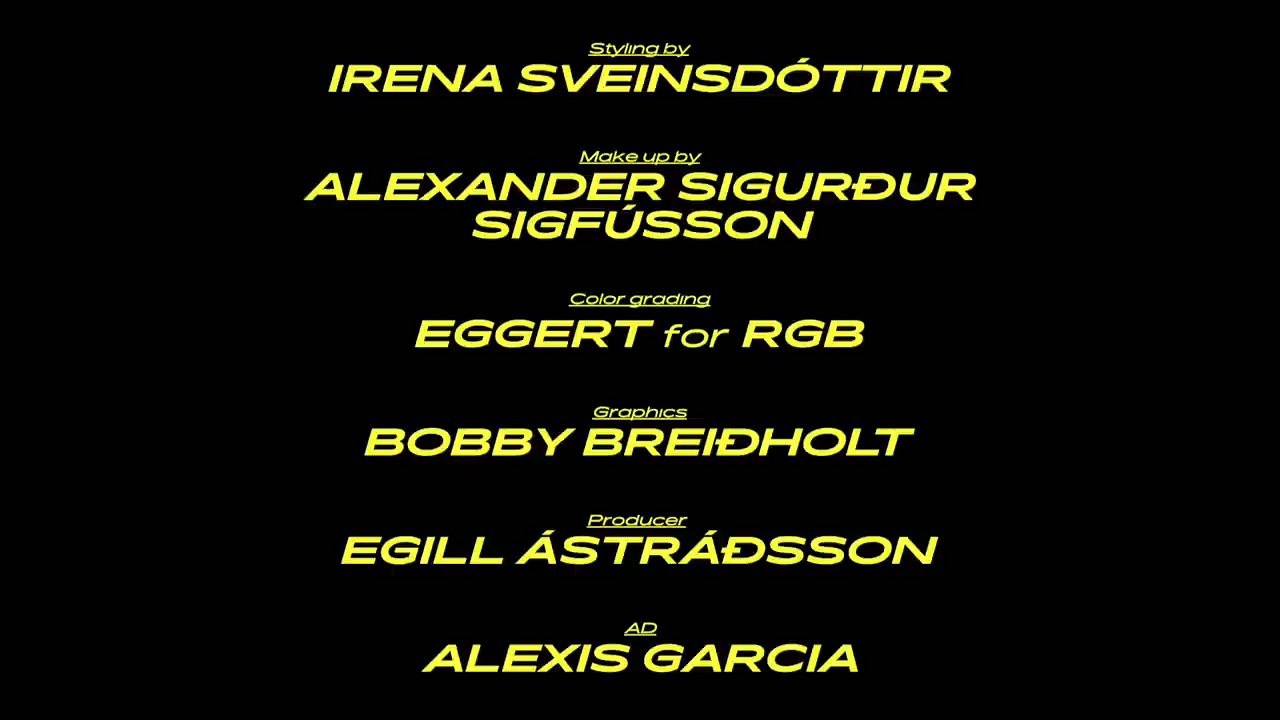 Styling by
IRENA SVEINSDÓTTIR
Make up by
ALEXANDER SIGURÐUR
SIGFÚSSON
Color grading
EGGERT for RGB
Graphics
BOBBY BREIÐHOLT
Producer
EGILL ÁSTRÁÐSSON
AD
ALEXIS GARCIA